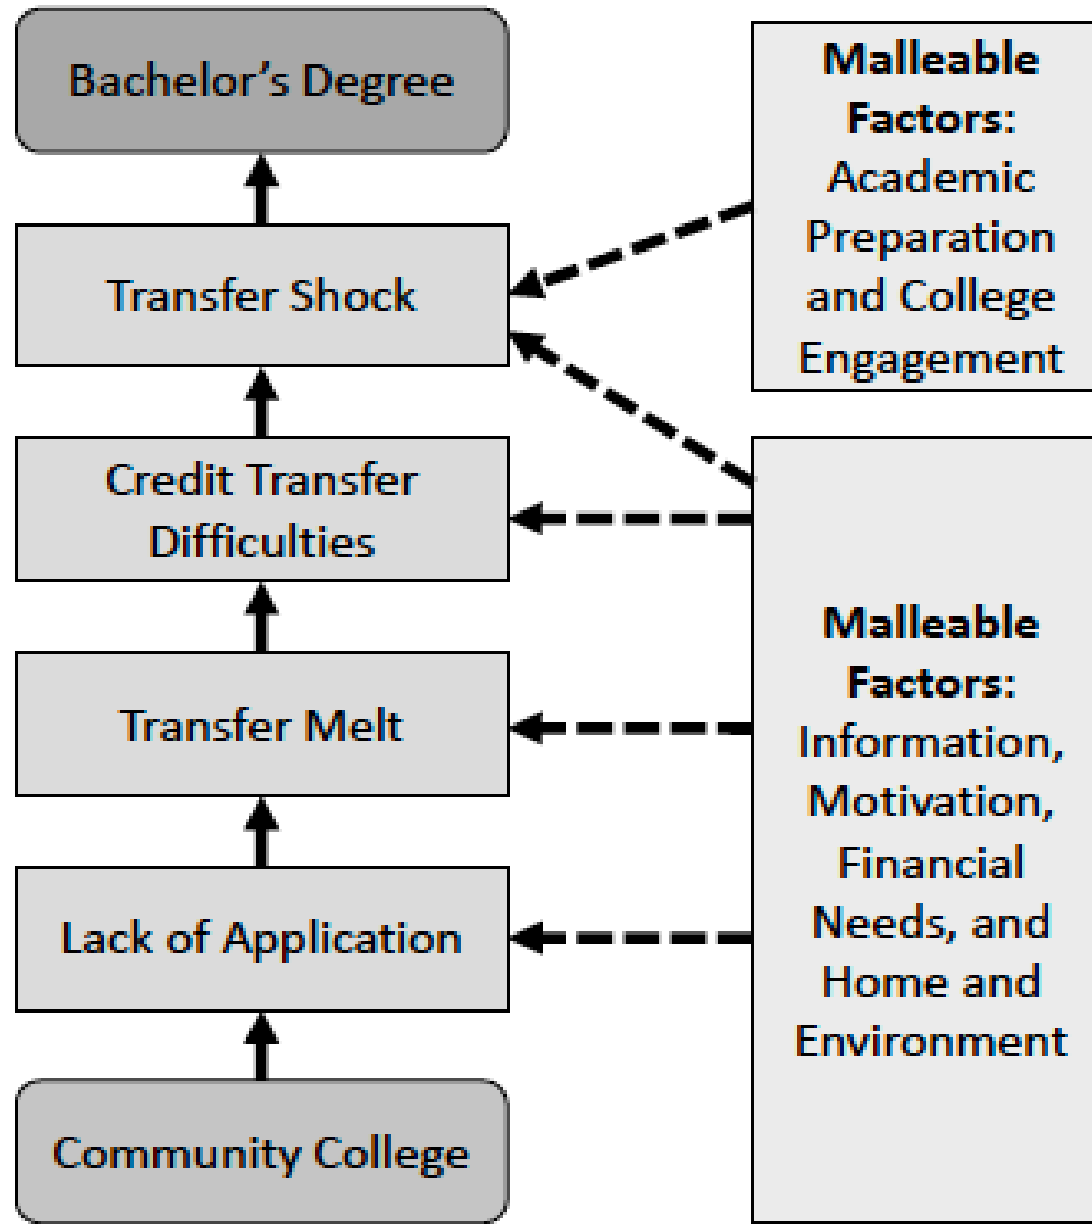 Bachelor's Degree
Transfer Shock
Credit Transfer
Difficulties
Transfer Melt
Lack of Application
Community College
Malleable
Factors:
Academic
Preparation
and College
Engagement
Malleable
Factors:
Information,
Motivation,
Financial
Needs, and
Home and
Environment